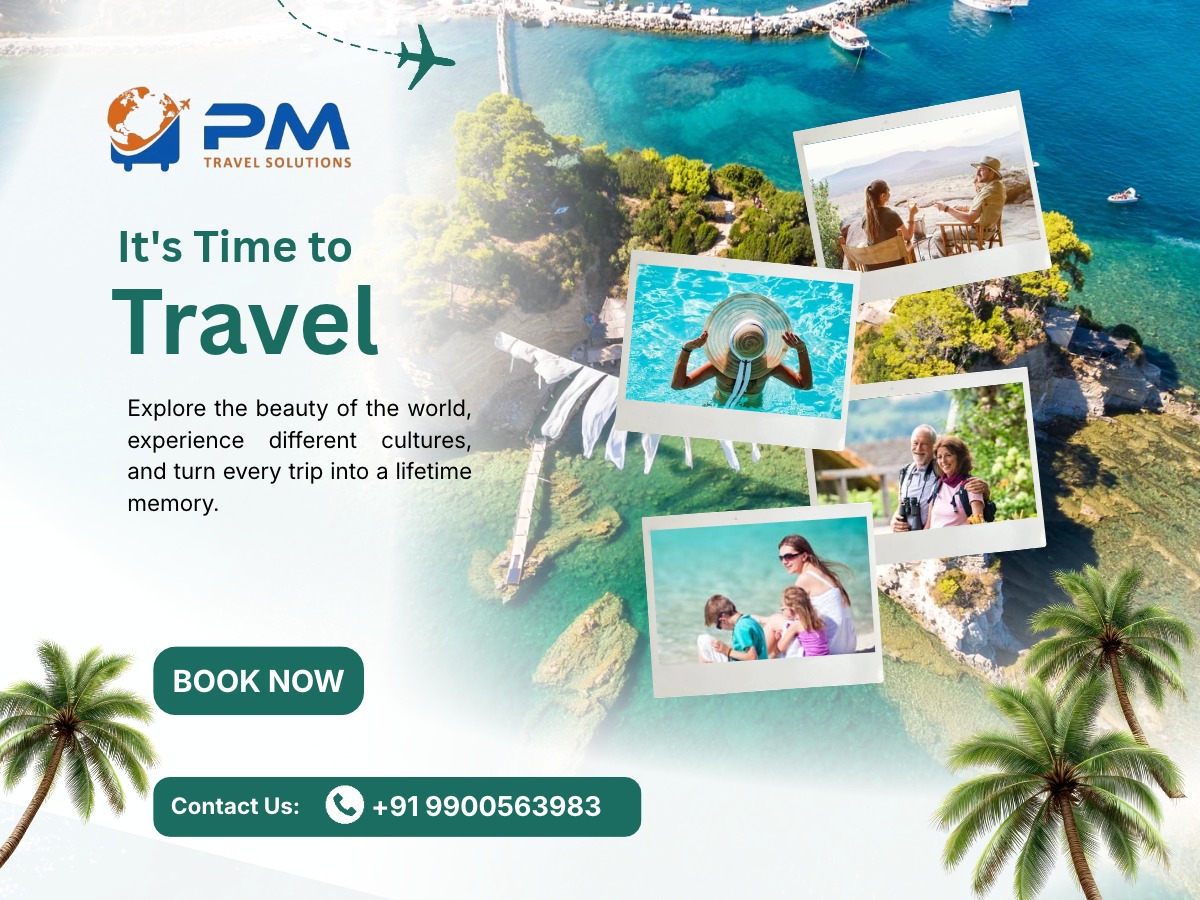 PM
TRAVEL SOLUTIONS
It's Time to
Travel
Explore the beauty of the world,
experience different cultures,
and turn every trip into a lifetime
memory.
BOOK NOW
Contact Us: +91 9900563983